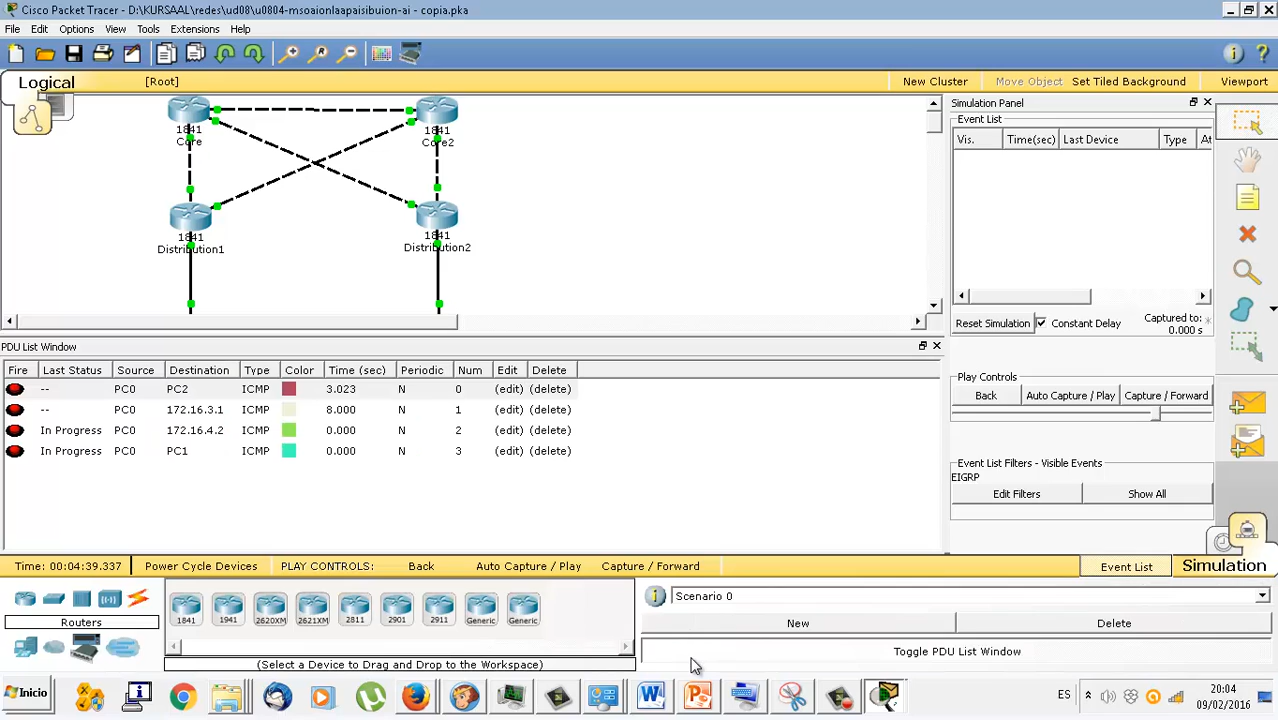 Cisco Packet Tracer - D:\KURSAAL\redes\ud08\u0804-msoaionlaapaisibuion-ai - copia.pka
File Edit Options View Tools Extensions Help
Logical [Root] New Cluster Move Object Set Tiled Background Viewport
1841
Core
1841
Core2
1841
Distribution1
1841
Distribution2
Simulation Panel
Event List
Vis. Time(sec) Last Device Type At
Reset Simulation Constant Delay Captured to: *
0.000 s
Play Controls
Back Auto Capture / Play Capture / Forward
Event List Filters - Visible Events
EIGRP
Edit Filters Show All
PDU List Window
Fire Last Status Source Destination Type Color Time (sec) Periodic Num Edit Delete
-- PC0 PC2 ICMP 3.023 N 0 (edit) (delete)
-- PC0 172.16.3.1 ICMP 8.000 N 1 (edit) (delete)
In Progress PC0 172.16.4.2 ICMP 0.000 N 2 (edit) (delete)
In Progress PC0 PC1 ICMP 0.000 N 3 (edit) (delete)
Time: 00:04:39.337 Power Cycle Devices PLAY CONTROLS: Back Auto Capture / Play Capture / Forward Event List Simulation
Routers
1841 1941 2620XM 2621XM 2811 2901 2911 Generic Generic
(Select a Device to Drag and Drop to the Workspace)
Scenario 0
New Delete
Toggle PDU List Window
Inicio ES 20:04
09/02/2016